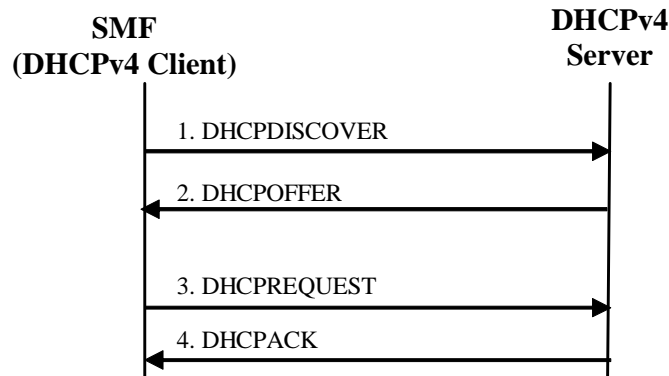 SMF
(DHCPv4 Client)
DHCPv4
Server
1. DHCPDISCOVER
2. DHCPOFFER
3. DHCPREQUEST
4. DHCPACK